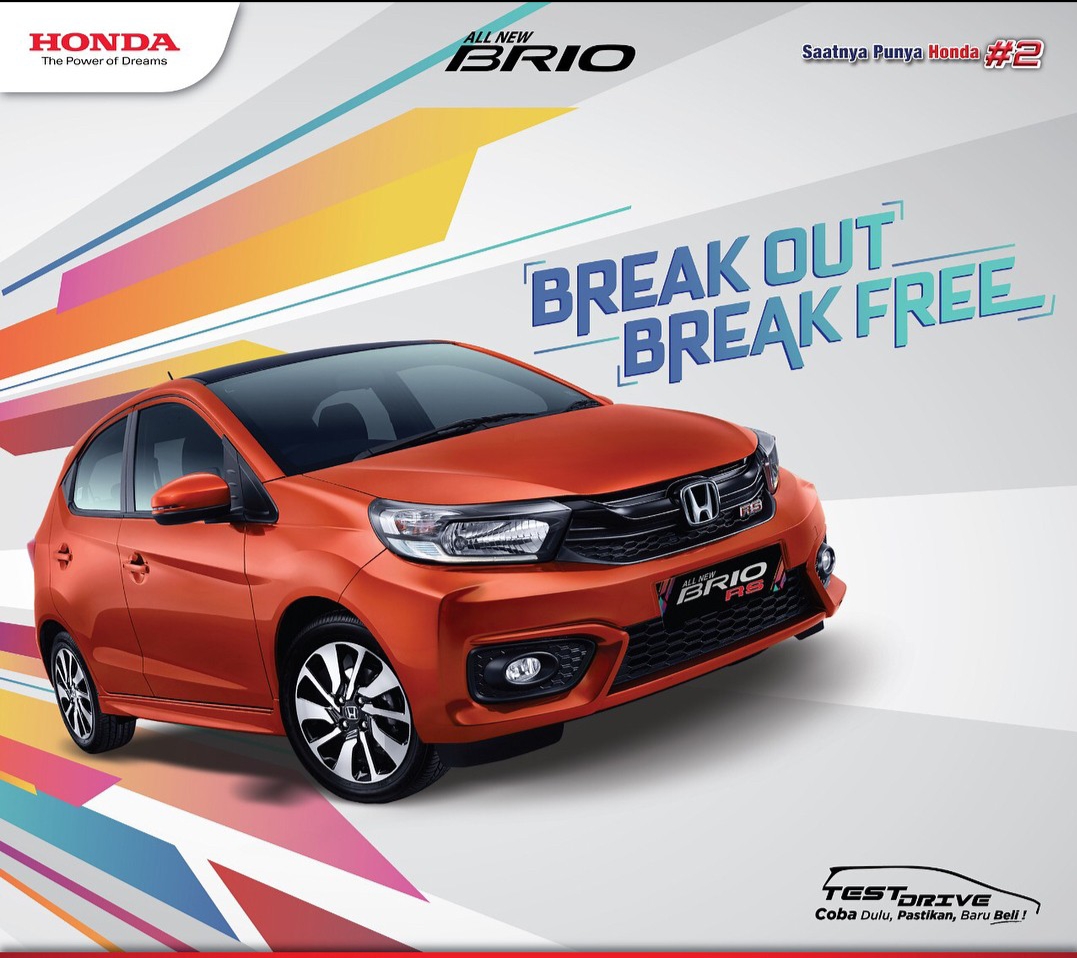 HONDA
The Power of Dreams
ALL NEW
BRIO
Saatnya Punya Honda #2
BREAK OUT
BREAK FREE
RS
ALL NEW
BRIO
RS
TEST DRIVE
Coba Dulu, Pastikan, Baru Beli !